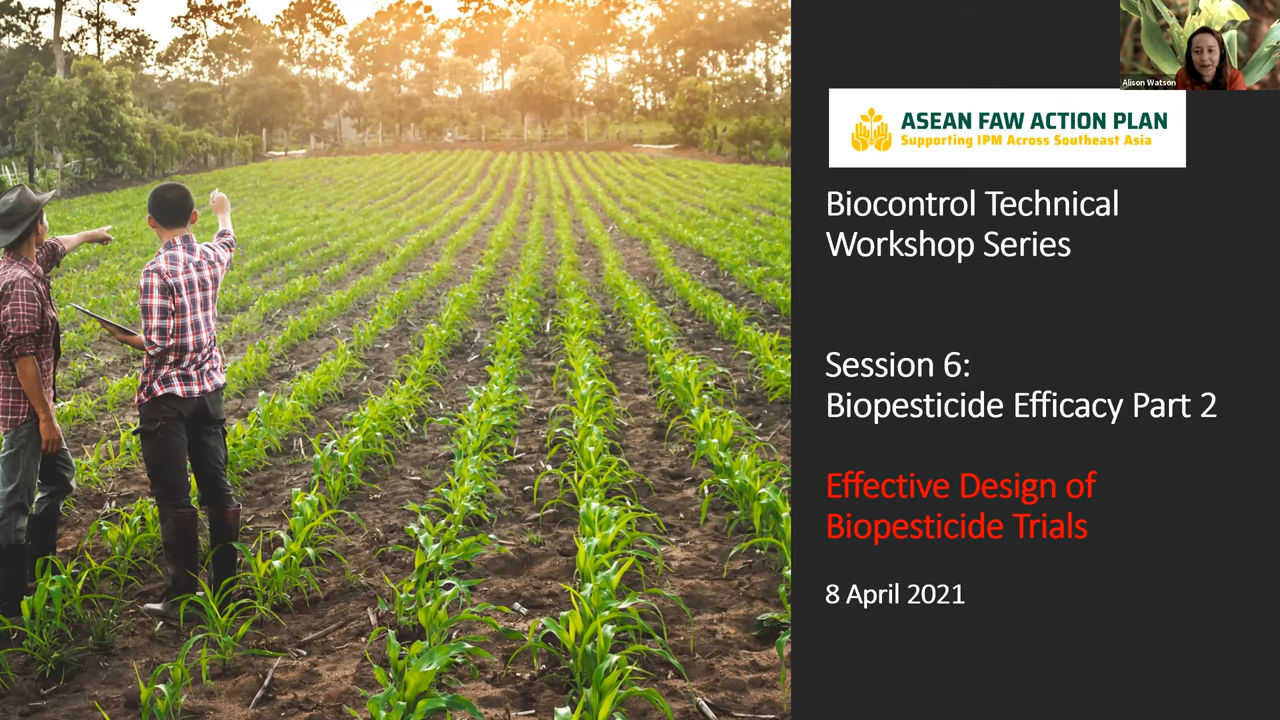 Alison Watson
ASEAN FAW ACTION PLAN
Supporting IPM Across Southeast Asia
Biocontrol Technical
Workshop Series
Session 6:
Biopesticide Efficacy Part 2
Effective Design of
Biopesticide Trials
8 April 2021